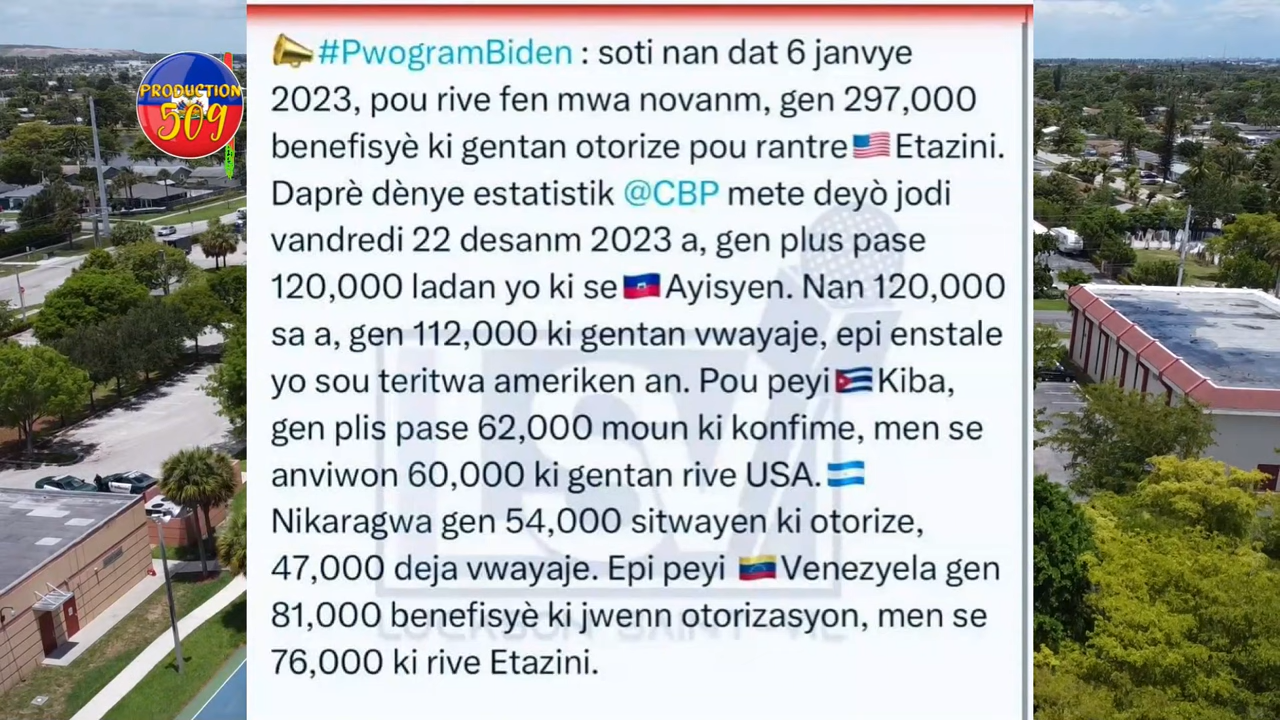 PRODUCTION
509
#PwogramBiden : soti nan dat 6 janvye
2023, pou rive fen mwa novanm, gen 297,000
benefisyè ki gentan otorize pou rantre Etazini.
Daprè dènye estatistik @CBP mete deyò jodi
vandredi 22 desanm 2023 a, gen plus pase
120,000 ladan yo ki se Ayisyen. Nan 120,000
sa a, gen 112,000 ki gentan vwayaje, epi enstale
yo sou teritwa ameriken an. Pou peyi Kiba,
gen plis pase 62,000 moun ki konfime, men se
anviwon 60,000 ki gentan rive USA.
Nikaragwa gen 54,000 sitwayen ki otorize,
47,000 deja vwayaje. Epi peyi Venezyela gen
81,000 benefisyè ki jwenn otorizasyon, men se
76,000 ki rive Etazini.